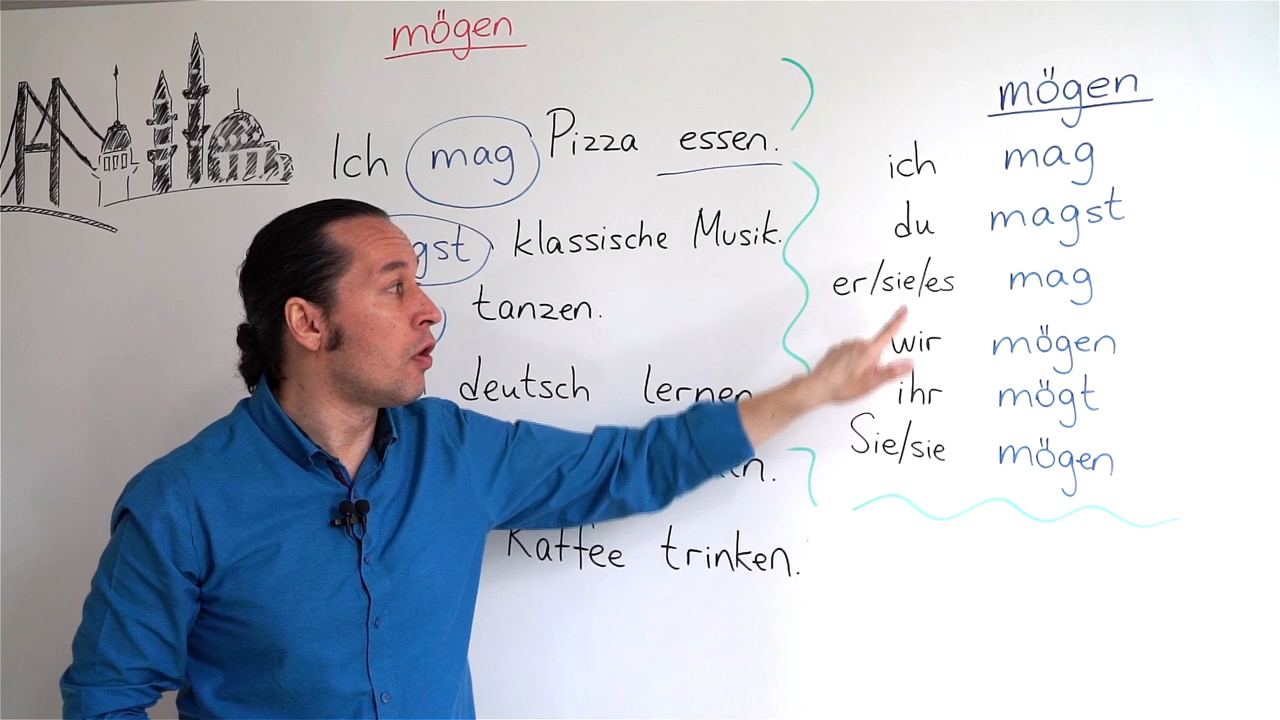 mögen
Ich mag Pizza essen.
klassische Musik.
tanzen.
deutsch lernen
Kaffee trinken.
mögen
ich mag
du magst
er/sie/es mag
wir mögen
ihr mögt
Sie/sie mögen